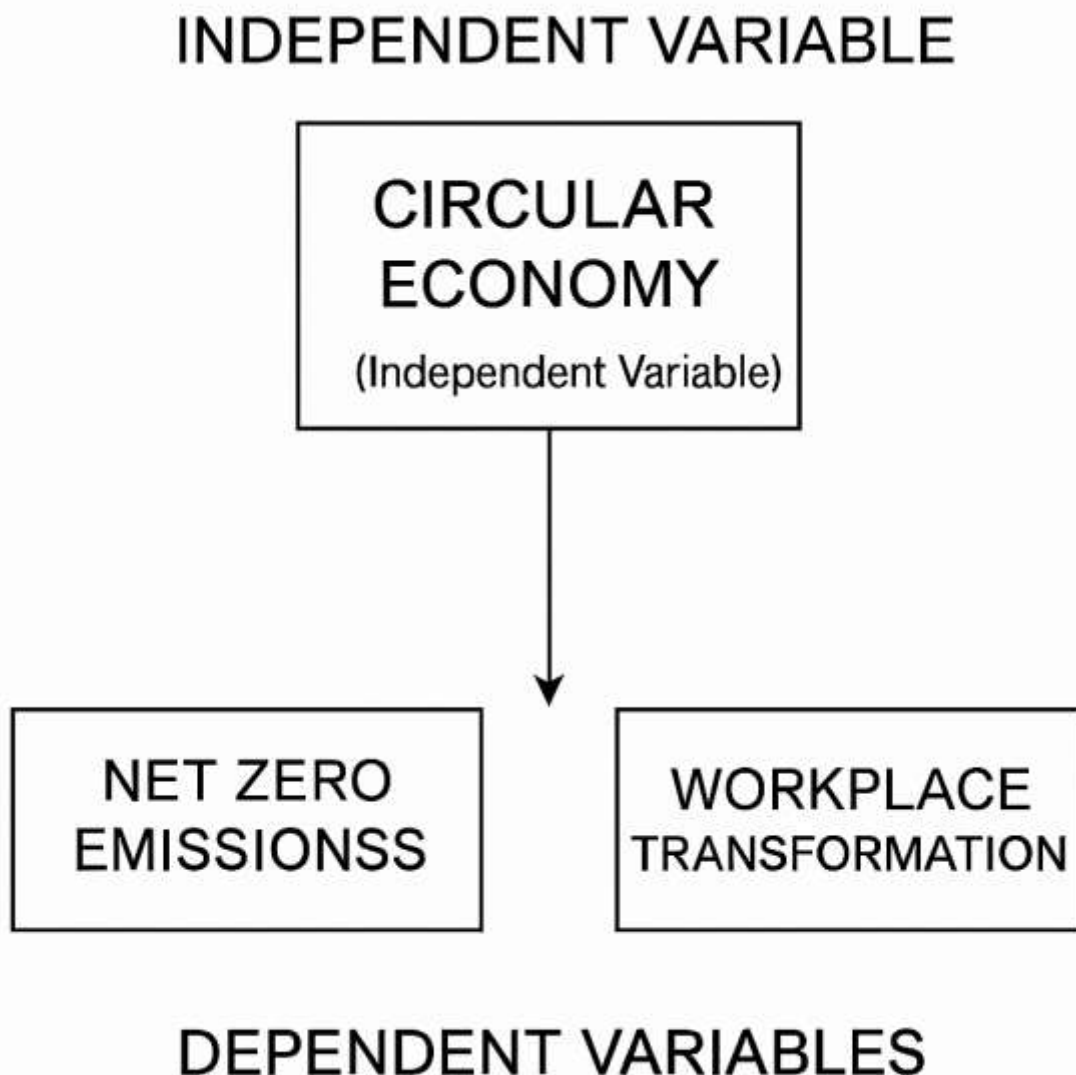 INDEPENDENT VARIABLE
CIRCULAR
ECONOMY
(Independent Variable)
NET ZERO
EMISSIONSS
WORKPLACE
TRANSFORMATION
DEPENDENT VARIABLES